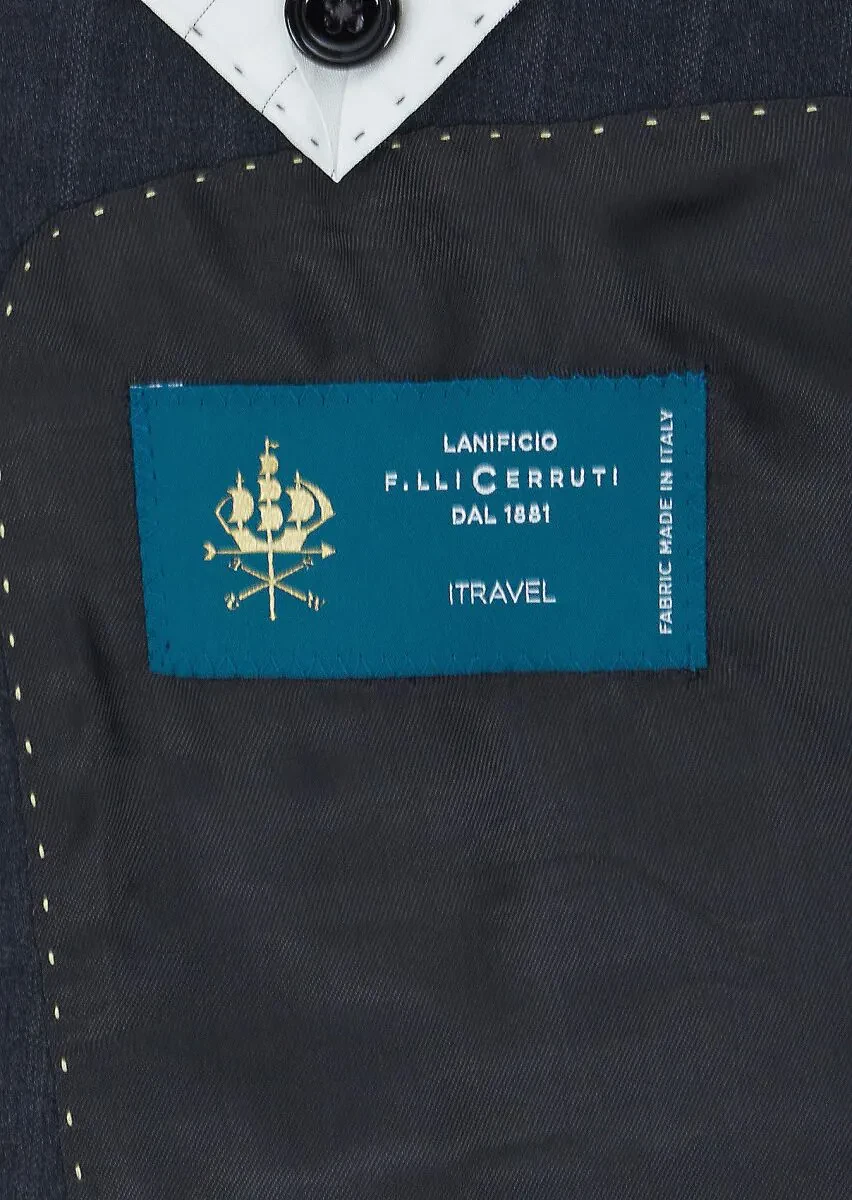 LANIFICIO
F.LLI CERRUTI
DAL 1881
ITRAVEL
FABRIC MADE IN ITALY